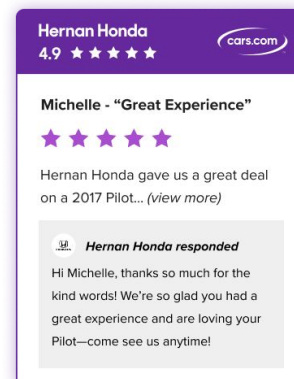 Hernan Honda
4.9
cars.com
Michelle - “Great Experience”
Hernan Honda gave us a great deal
on a 2017 Pilot... (view more)
Hernan Honda responded
Hi Michelle, thanks so much for the
kind words! We’re so glad you had a
great experience and are loving your
Pilot—come see us anytime!